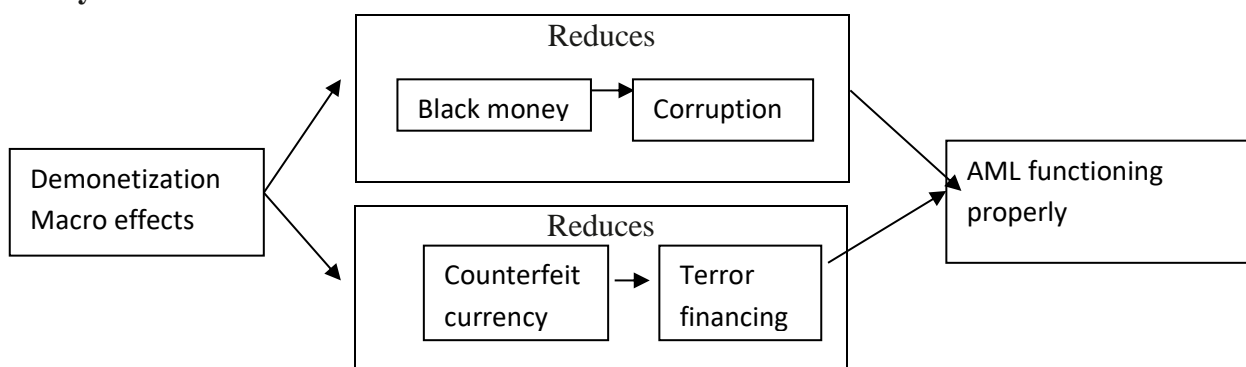 Reduces
Black money
Corruption
Demonetization
Macro effects
AML functioning
properly
Reduces
Counterfeit
currency
Terror
financing